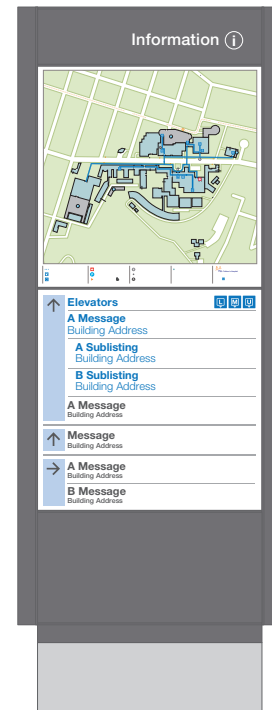 Information i
Elevators L M U
A Message
Building Address
A Sublisting
Building Address
B Sublisting
Building Address
A Message
Building Address
Message
Building Address
A Message
Building Address
B Message
Building Address